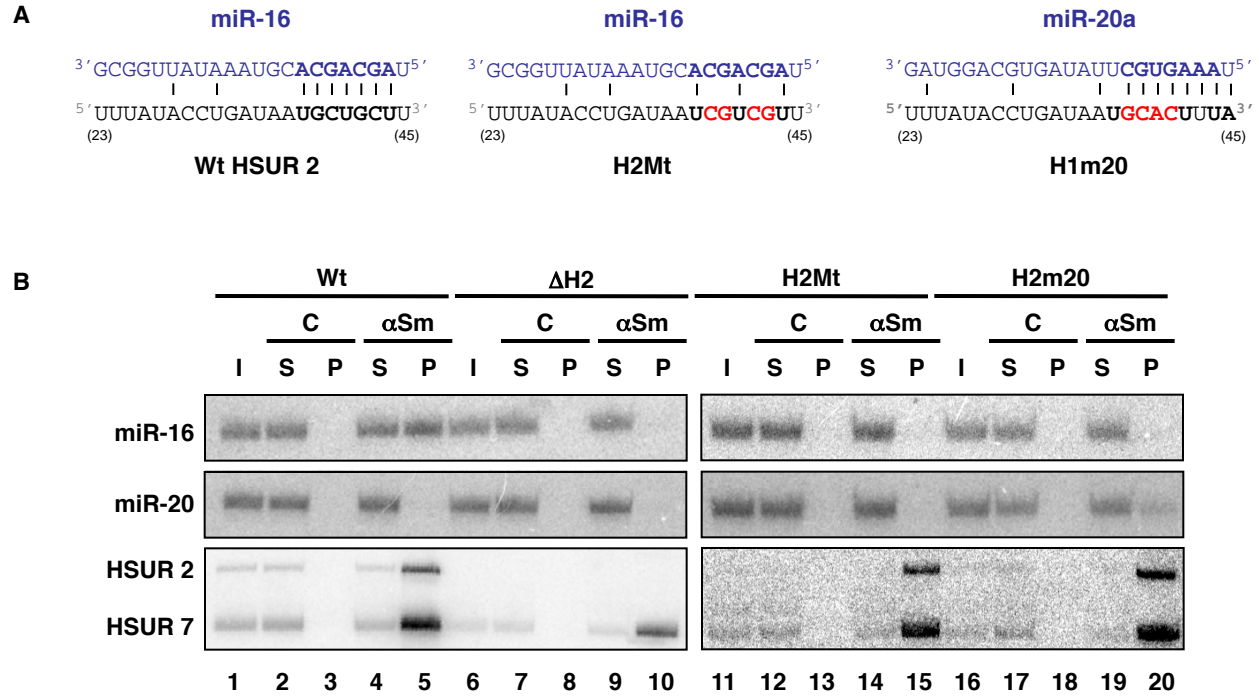 A
miR-16 miR-16 miR-20a
3′GCGGUUAUAAAUGCACGACGAU5′ 3′GCGGUUAUAAAUGCACGACGAU5′ 3′GAUGGACGUGAUAUUCGUGAAAU5′
5′UUUAUACCUGAUAAUGCUGCUU3′ 5′UUUAUACCUGAUAAUCGUCGUU3′ 5′UUUAUACCUGAUAAUGCACUUUA3′
(23) (45) (23) (45) (23) (45)
Wt HSUR 2 H2Mt H1m20
B
Wt ΔH2 H2Mt H2m20
C αSm C αSm C αSm C αSm
I S P S P I S P S P I S P S P I S P S P
miR-16
miR-20
HSUR 2
HSUR 7
1 2 3 4 5 6 7 8 9 10 11 12 13 14 15 16 17 18 19 20